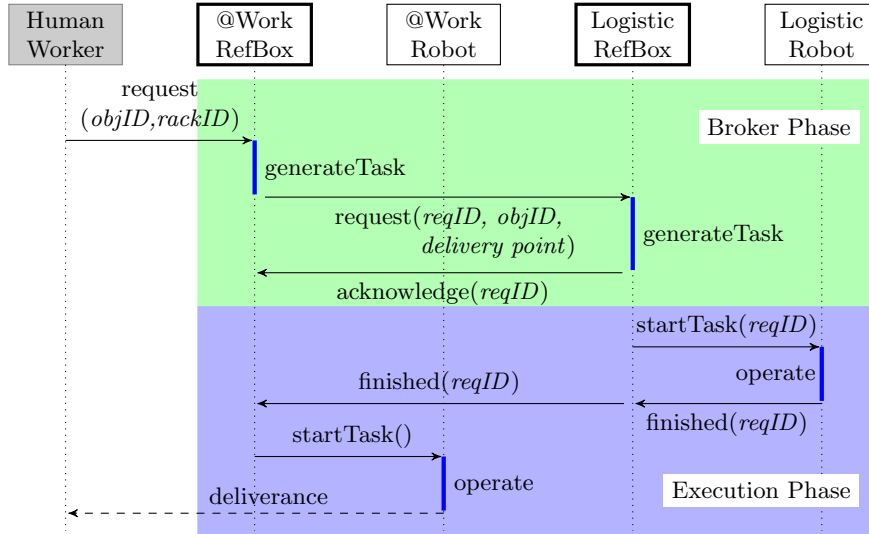 Human
Worker
@Work
RefBox
@Work
Robot
Logistic
RefBox
Logistic
Robot
request
(objID,rackID)
Broker Phase
generateTask
request(reqID, objID,
delivery point)
generateTask
acknowledge(reqID)
startTask(reqID)
operate
finished(reqID)
finished(reqID)
startTask()
operate
Execution Phase
deliverance